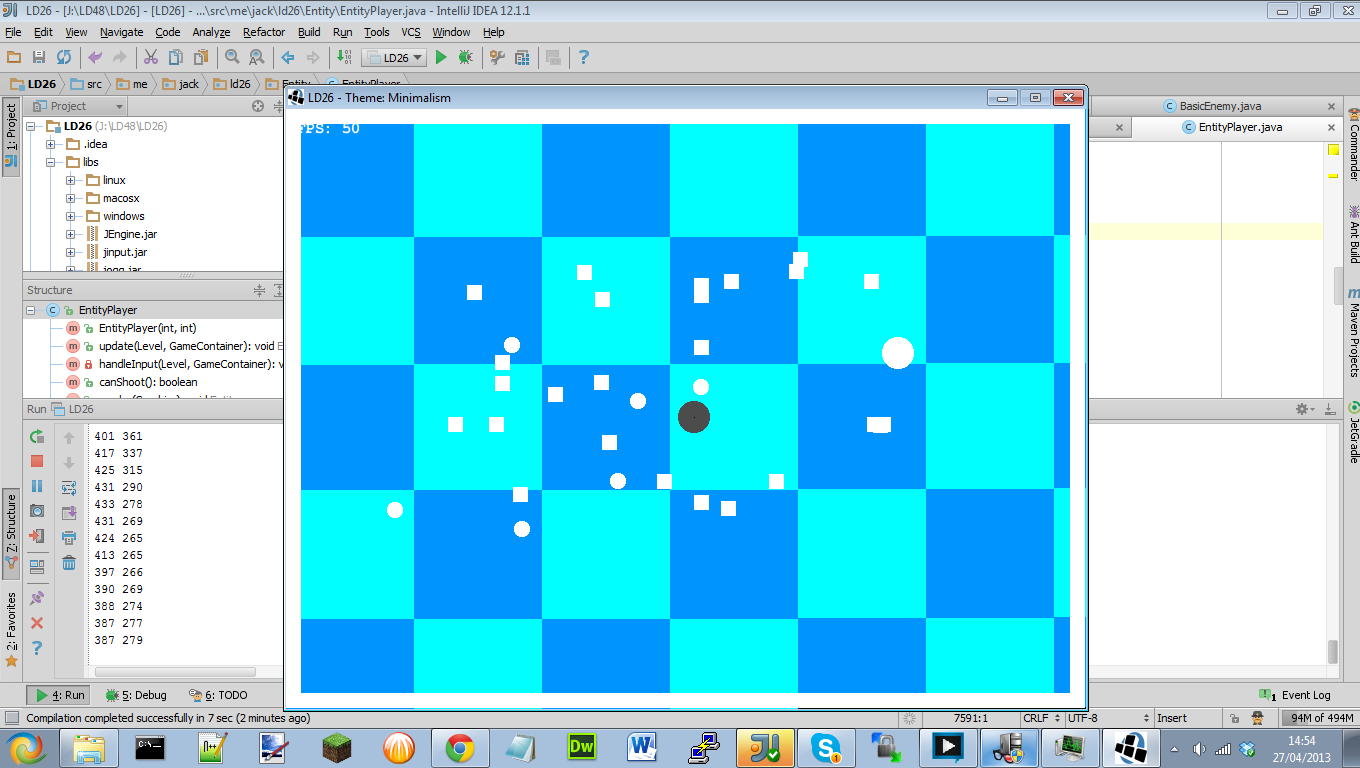 LD26 - [J:\LD48\LD26] - [LD26] - ...\src\me\jack\ld26\Entity\EntityPlayer.java - IntelliJ IDEA 12.1.1
File Edit View Navigate Code Analyze Refactor Build Run Tools VCS Window Help
LD26
LD26 src me jack ld26 Entity EntityPlayer
LD26 - Theme: Minimalism
FPS: 50
1: Project
Project
LD26 (J:\LD48\LD26)
.idea
libs
linux
macosx
windows
JEngine.jar
jinput.jar
jogg.jar
Structure
EntityPlayer
EntityPlayer(int, int)
update(Level, GameContainer): void
handleInput(Level, GameContainer): v
canShoot(): boolean
BasicEnemy.java
EntityPlayer.java
Commander
Ant Build
Maven Projects
JetGradle
Z: Structure
2: Favorites
Run LD26
401 361
417 337
425 315
431 290
433 278
431 269
424 265
413 265
397 266
390 269
388 274
387 277
387 279
4: Run 5: Debug 6: TODO
1 Event Log
Compilation completed successfully in 7 sec (2 minutes ago)
7591:1 CRLF UTF-8 Insert 94M of 494M
14:54
27/04/2013